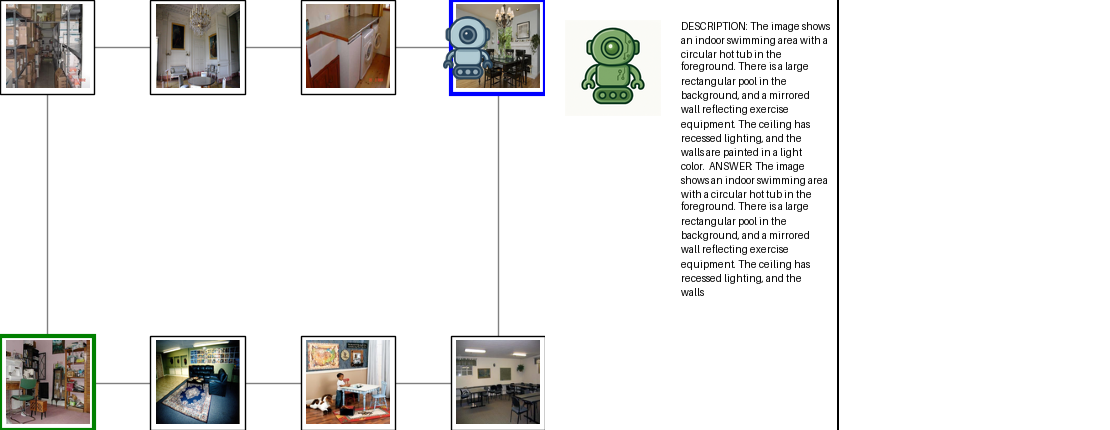 DESCRIPTION: The image shows
an indoor swimming area with a
circular hot tub in the
foreground. There is a large
rectangular pool in the
background, and a mirrored
wall reflecting exercise
equipment. The ceiling has
recessed lighting, and the
walls are painted in a light
color. ANSWER: The image
shows an indoor swimming area
with a circular hot tub in the
foreground. There is a large
rectangular pool in the
background, and a mirrored
wall reflecting exercise
equipment. The ceiling has
recessed lighting, and the
walls